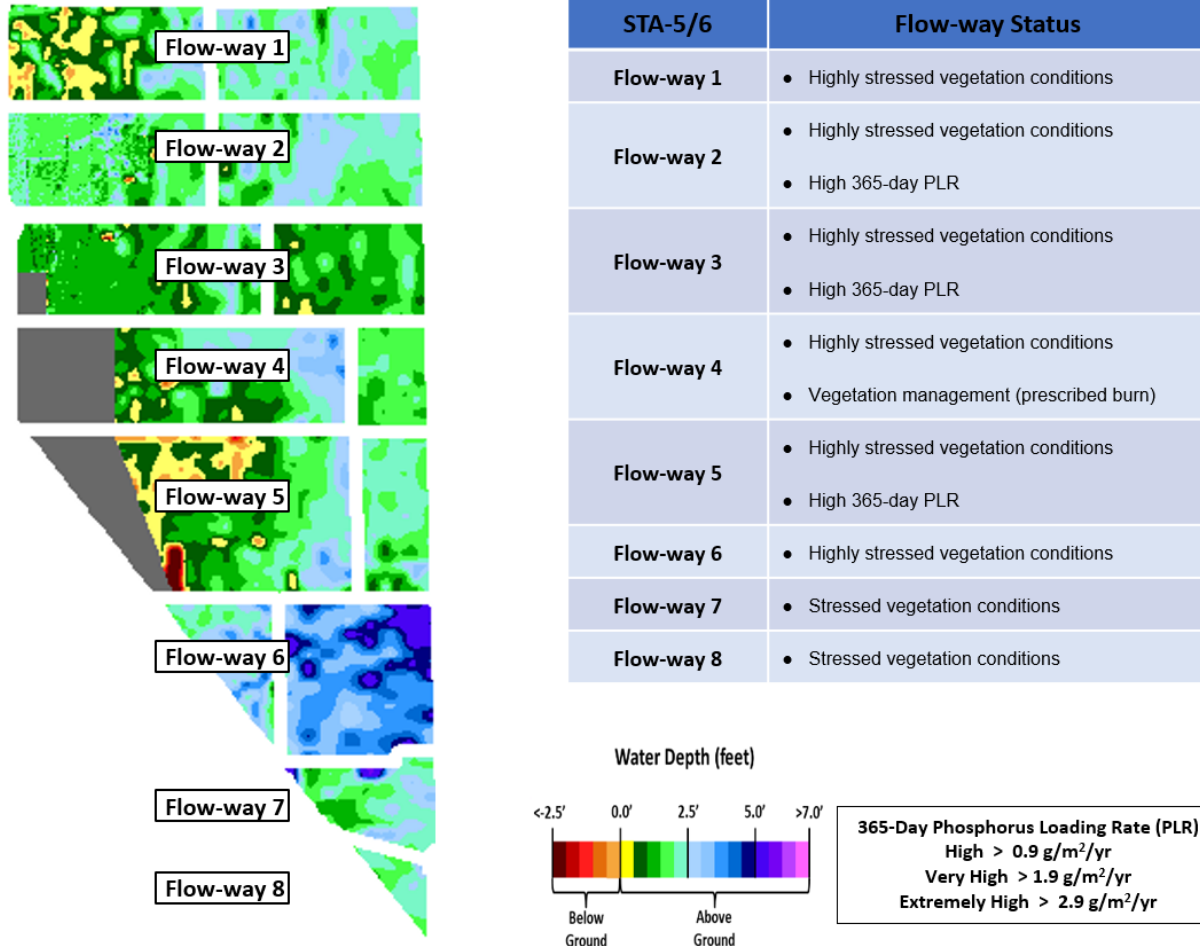 Flow-way 1
Flow-way 2
Flow-way 3
Flow-way 4
Flow-way 5
Flow-way 6
Flow-way 7
Flow-way 8
STA-5/6 Flow-way Status
Flow-way 1 ● Highly stressed vegetation conditions
Flow-way 2 ● Highly stressed vegetation conditions
● High 365-day PLR
Flow-way 3 ● Highly stressed vegetation conditions
● High 365-day PLR
Flow-way 4 ● Highly stressed vegetation conditions
● Vegetation management (prescribed burn)
Flow-way 5 ● Highly stressed vegetation conditions
● High 365-day PLR
Flow-way 6 ● Highly stressed vegetation conditions
Flow-way 7 ● Stressed vegetation conditions
Flow-way 8 ● Stressed vegetation conditions
Water Depth (feet)
<-2.5' 0.0' 2.5' 5.0' >7.0'
Below Above
Ground Ground
365-Day Phosphorus Loading Rate (PLR)
High > 0.9 g/m²/yr
Very High > 1.9 g/m²/yr
Extremely High > 2.9 g/m²/yr